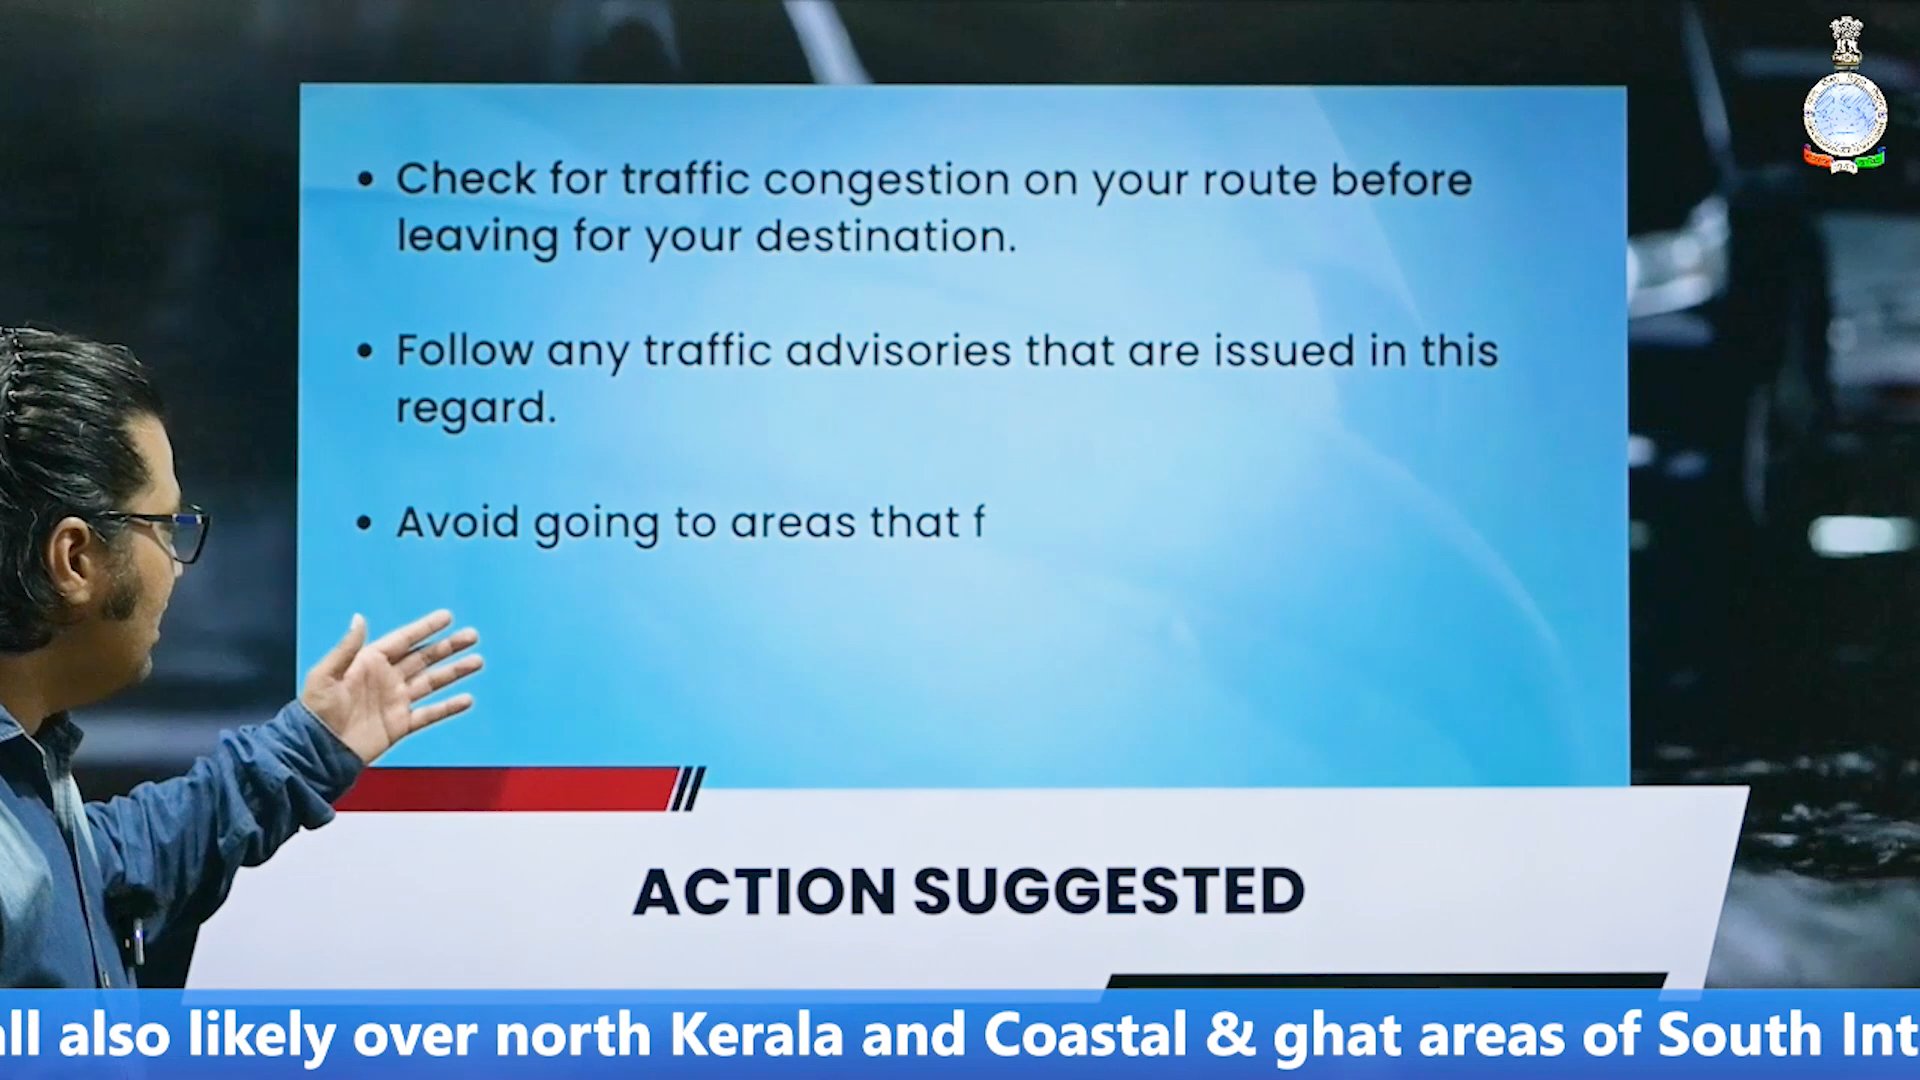 • Check for traffic congestion on your route before
leaving for your destination.
• Follow any traffic advisories that are issued in this
regard.
• Avoid going to areas that f
ACTION SUGGESTED
all also likely over north Kerala and Coastal & ghat areas of South Int